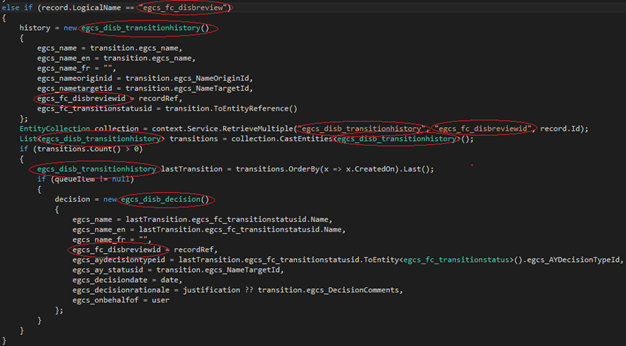 else if (record.LogicalName == "egcs_fc_disbreview")
{
history = new egcs_disb_transitionhistory()
{
egcs_name = transition.egcs_name,
egcs_name_en = transition.egcs_name,
egcs_name_fr = "",
egcs_nameoriginid = transition.egcs_NameOriginId,
egcs_nametargetid = transition.egcs_NameTargetId,
egcs_fc_disbreviewid = recordRef,
egcs_fc_transitionstatusid = transition.ToEntityReference()
};
EntityCollection collection = context.Service.RetrieveMultiple("egcs_disb_transitionhistory", "egcs_fc_disbreviewid", record.Id);
List<egcs_disb_transitionhistory> transitions = collection.CastEntities<egcs_disb_transitionhistory>();
if (transitions.Count() > 0)
{
egcs_disb_transitionhistory lastTransition = transitions.OrderBy(x => x.CreatedOn).Last();
if (queueItem != null)
{
decision = new egcs_disb_decision()
{
egcs_name = lastTransition.egcs_fc_transitionstatusid.Name,
egcs_name_en = lastTransition.egcs_fc_transitionstatusid.Name,
egcs_name_fr = "",
egcs_fc_disbreviewid = recordRef,
egcs_aydecisiontypeid = lastTransition.egcs_fc_transitionstatusid.ToEntity<egcs_fc_transitionstatus>().egcs_AYDecisionTypeId,
egcs_ay_statusid = transition.egcs_NameTargetId,
egcs_decisiondate = date,
egcs_decisionrationale = justification ?? transition.egcs_DecisionComments,
egcs_onbehalfof = user
};
}
}
}